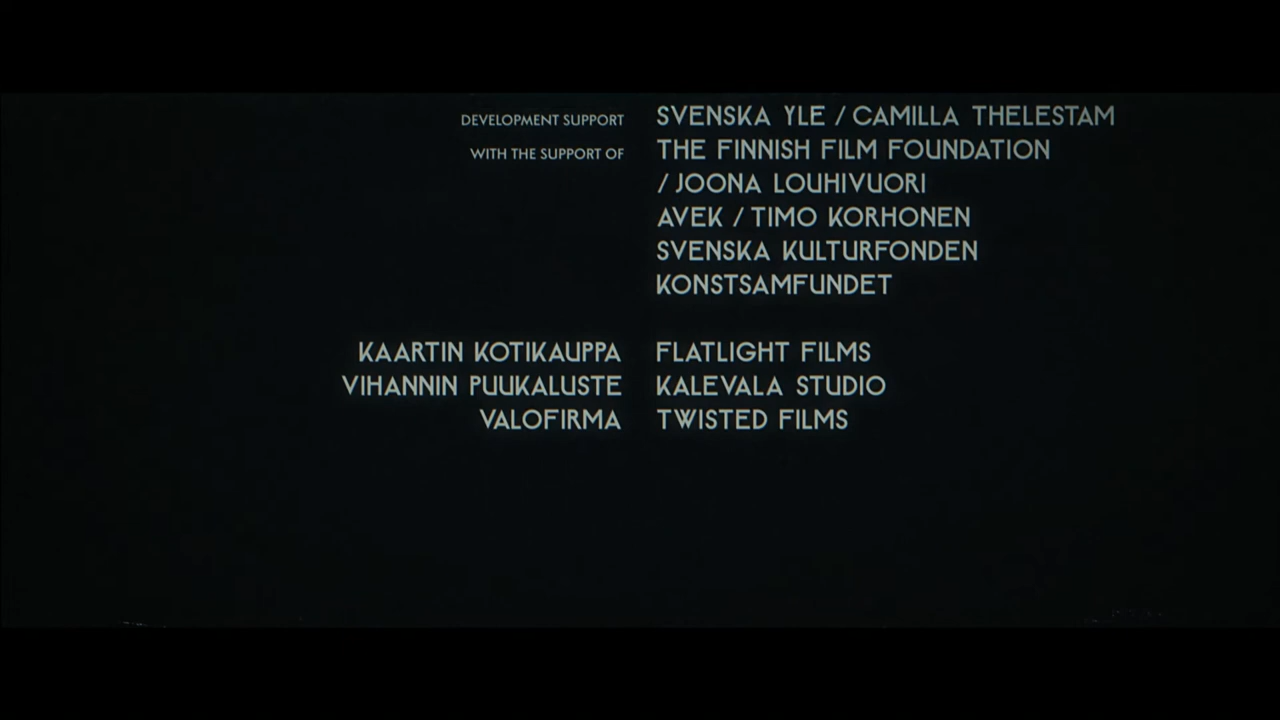 DEVELOPMENT SUPPORT SVENSKA YLE / CAMILLA THELESTAM
WITH THE SUPPORT OF THE FINNISH FILM FOUNDATION
/ JOONA LOUHIVUORI
AVEK / TIMO KORHONEN
SVENSKA KULTURFONDEN
KONSTSAMFUNDET
KAARTIN KOTIKAUPPA FLATLIGHT FILMS
VIHANNIN PUUKALUSTE KALEVALA STUDIO
VALOFIRMA TWISTED FILMS